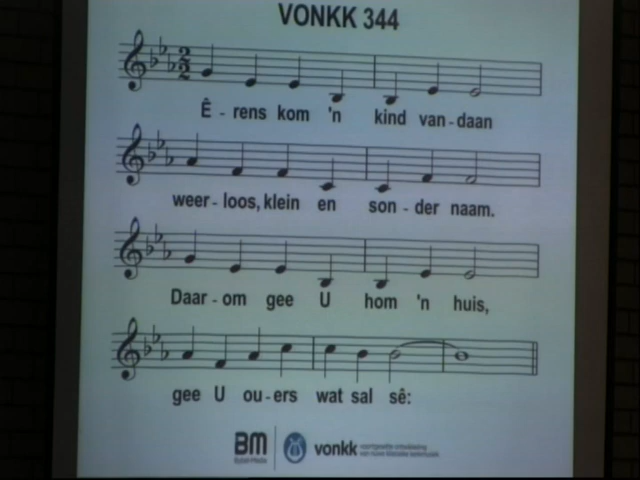 VONKK 344
Ê - rens kom 'n kind van - daan
weer - loos, klein en son - der naam.
Daar - om gee U hom 'n huis,
gee U ou - ers wat sal sê:
BM
vonkk